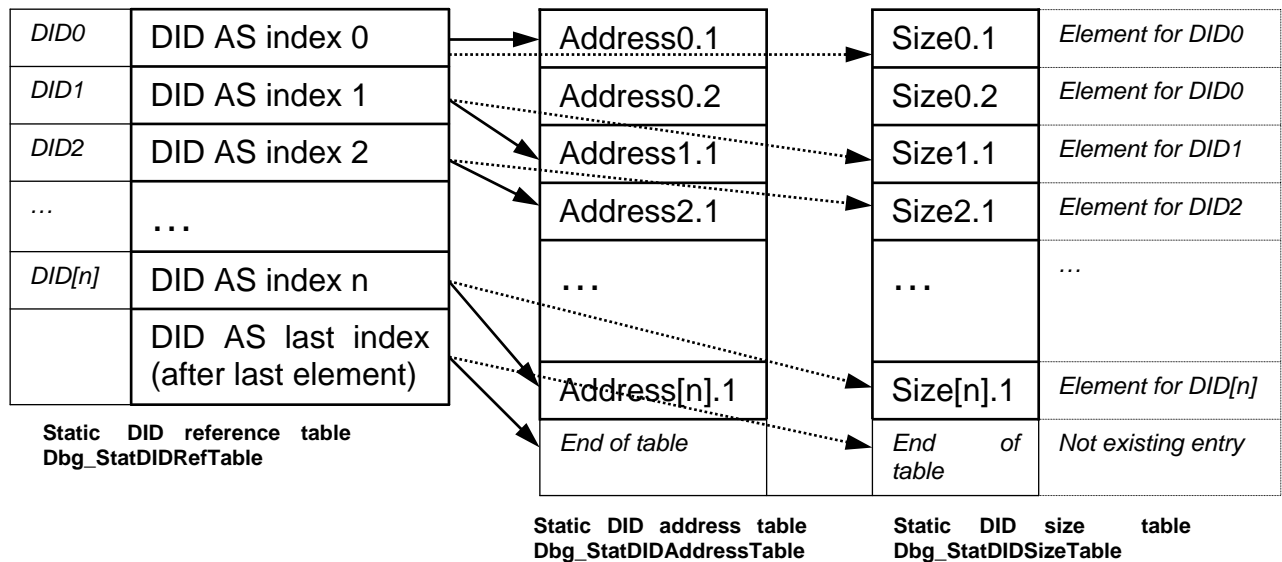 DID0 DID AS index 0 Address0.1 Size0.1 Element for DID0
DID1 DID AS index 1 Address0.2 Size0.2 Element for DID0
DID2 DID AS index 2 Address1.1 Size1.1 Element for DID1
… … Address2.1 Size2.1 Element for DID2
DID[n] DID AS index n … … …
DID AS last index
(after last element) Address[n].1 Size[n].1 Element for DID[n]
End of table End of Not existing entry
table
Static DID reference table
Dbg_StatDIDRefTable
Static DID address table
Dbg_StatDIDAddressTable
Static DID size table
Dbg_StatDIDSizeTable